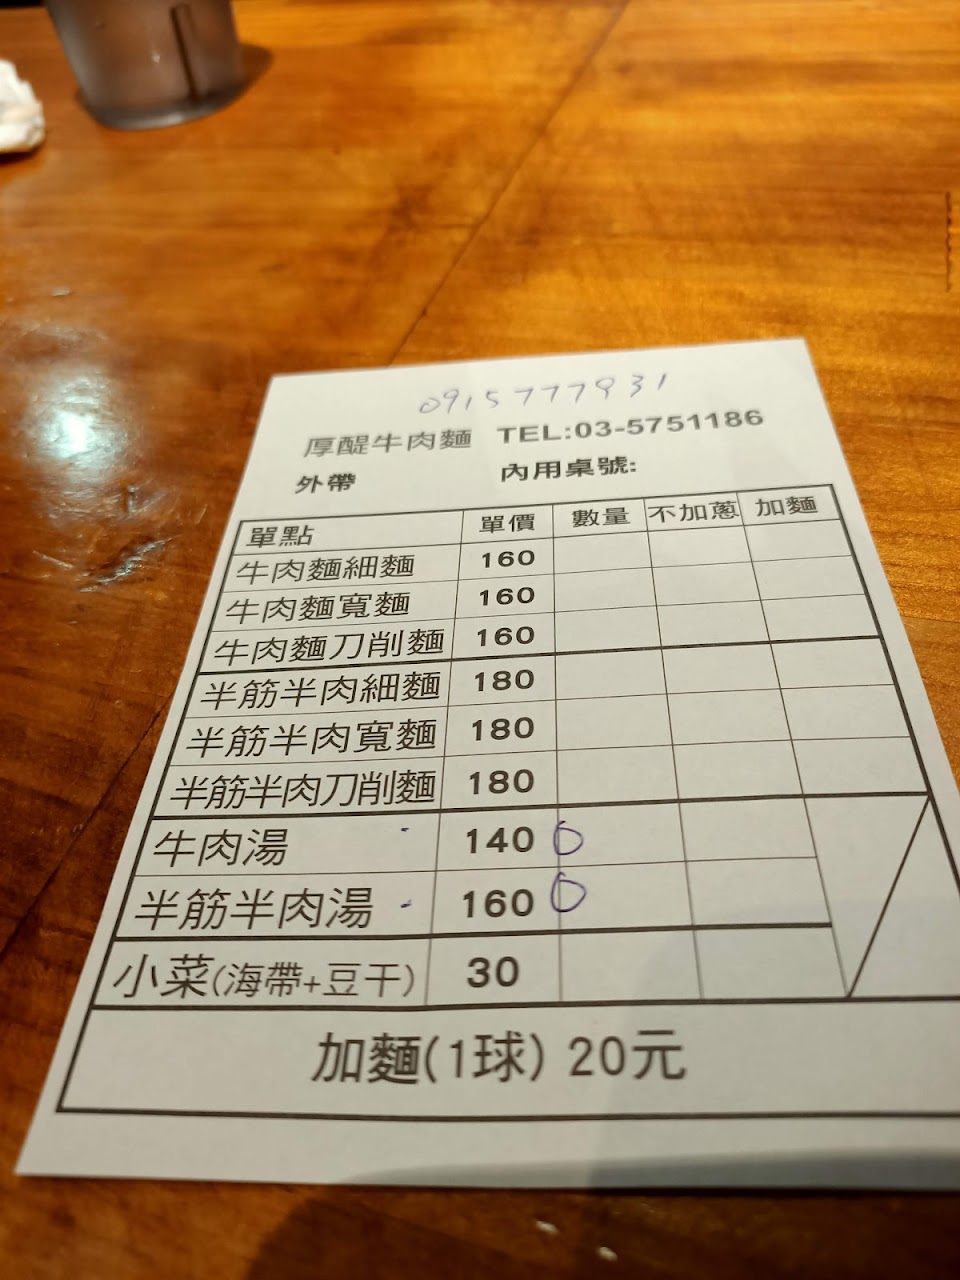 0915777931
厚醍牛肉麵 TEL:03-5751186
外帶 內用桌號:
單點 單價 數量 不加蔥 加麵
牛肉麵細麵 160
牛肉麵寬麵 160
牛肉麵刀削麵 160
半筋半肉細麵 180
半筋半肉寬麵 180
半筋半肉刀削麵 180
牛肉湯 140 0
半筋半肉湯 160 0
小菜(海帶+豆干) 30
加麵(1球) 20元